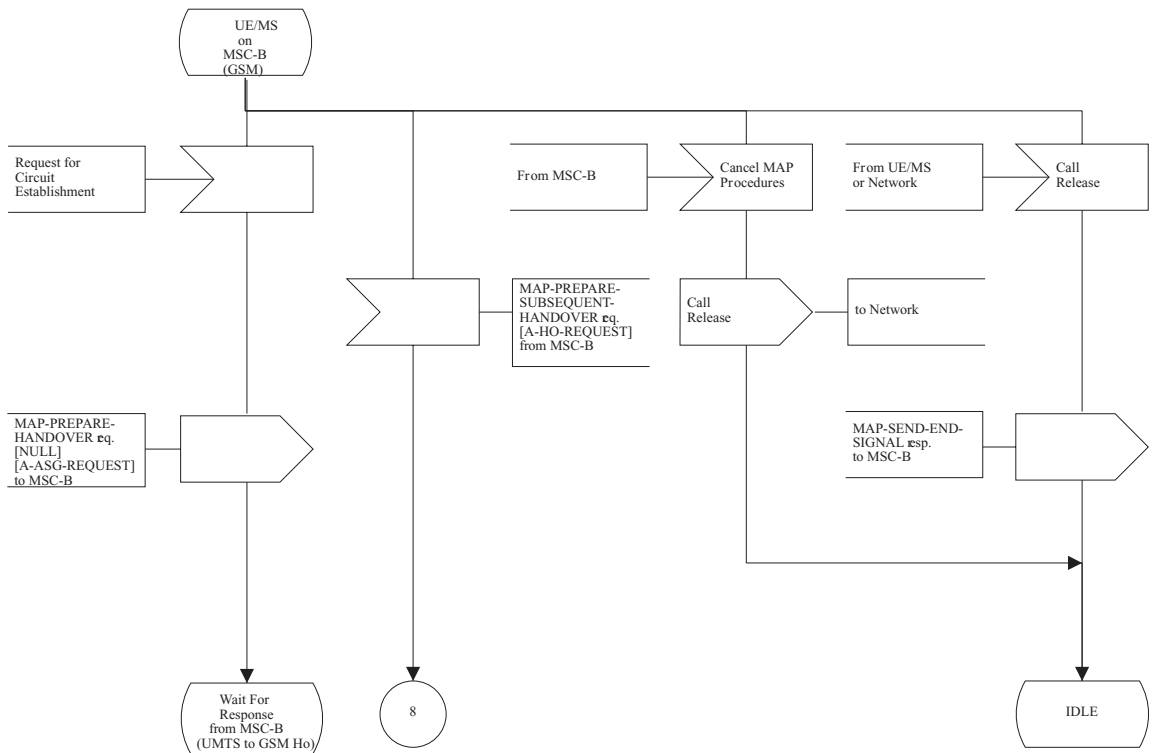 UE/MS
on
MSC-B
(GSM)
Request for
Circuit
Establishment
From MSC-B
Cancel MAP
Procedures
From UE/MS
or Network
Call
Release
MAP-PREPARE-
SUBSEQUENT-
HANDOVER req.
[A-HO-REQUEST]
from MSC-B
Call
Release
to Network
MAP-PREPARE-
HANDOVER req.
[NULL]
[A-ASG-REQUEST]
to MSC-B
MAP-SEND-END-
SIGNAL resp.
to MSC-B
Wait For
Response
from MSC-B
(UMTS to GSM Ho)
8
IDLE